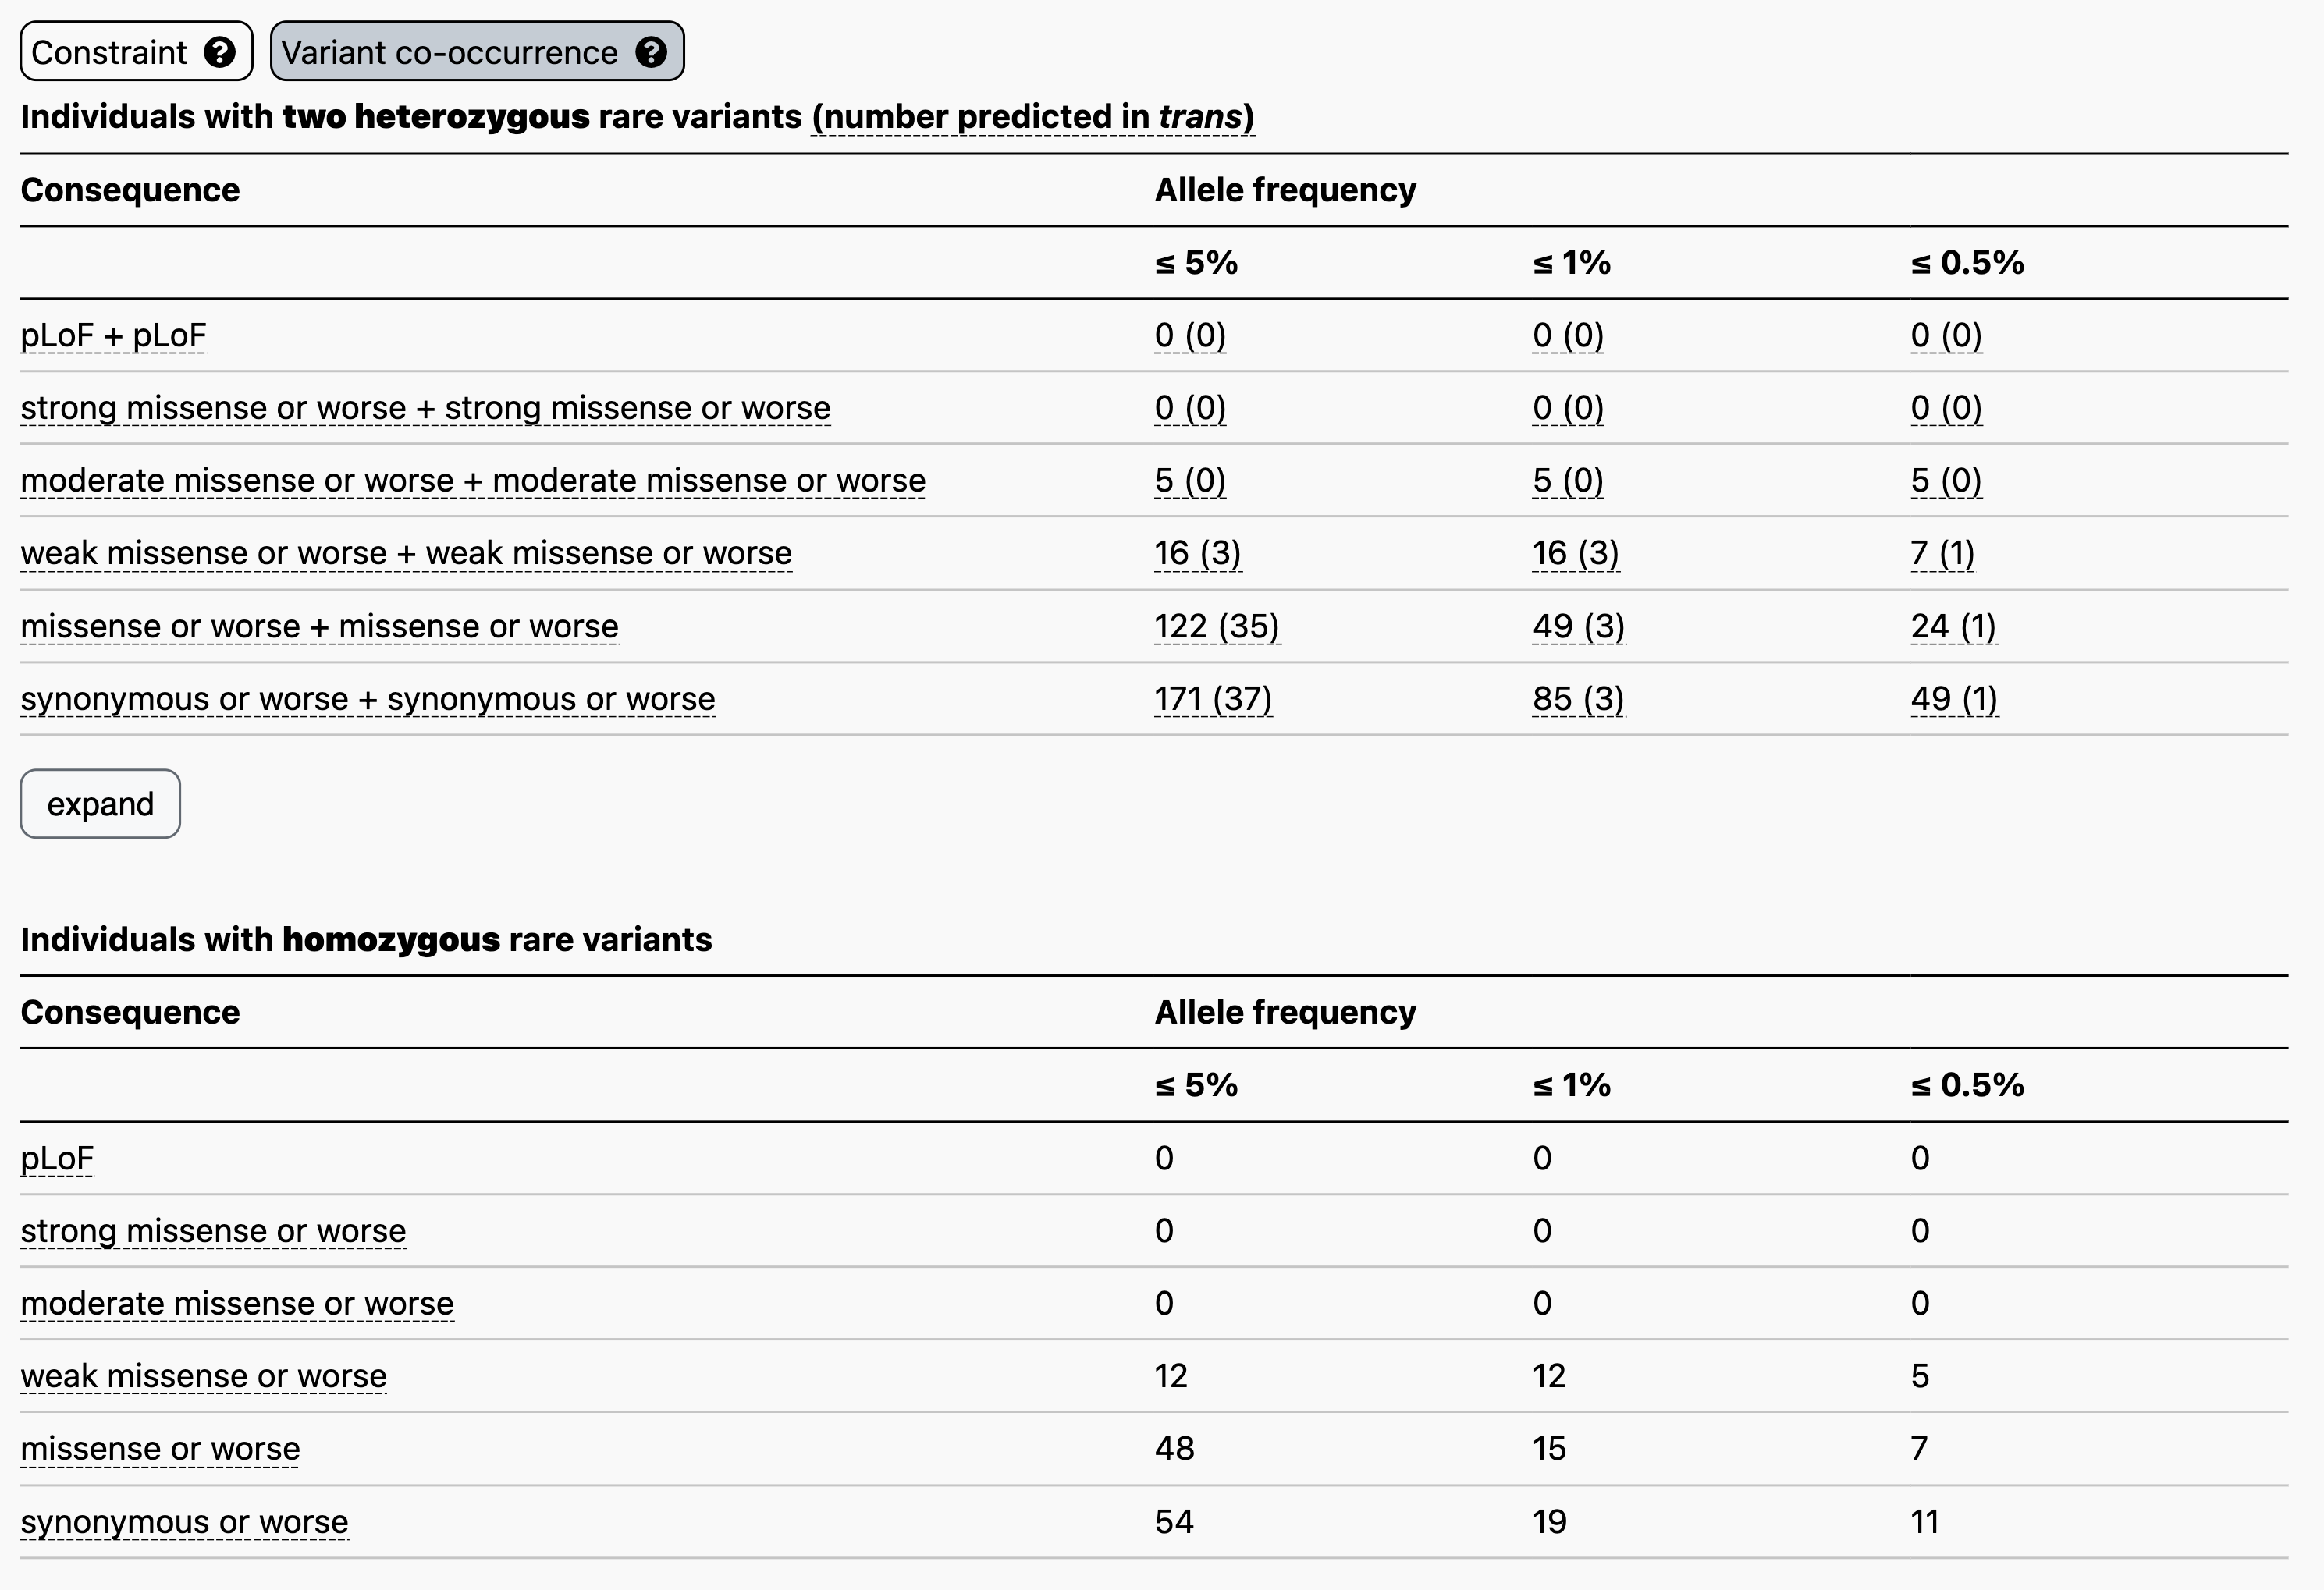 Constraint ? Variant co-occurrence ?
Individuals with two heterozygous rare variants (number predicted in trans)
Consequence Allele frequency
≤ 5% ≤ 1% ≤ 0.5%
pLoF + pLoF 0 (0) 0 (0) 0 (0)
strong missense or worse + strong missense or worse 0 (0) 0 (0) 0 (0)
moderate missense or worse + moderate missense or worse 5 (0) 5 (0) 5 (0)
weak missense or worse + weak missense or worse 16 (3) 16 (3) 7 (1)
missense or worse + missense or worse 122 (35) 49 (3) 24 (1)
synonymous or worse + synonymous or worse 171 (37) 85 (3) 49 (1)
expand
Individuals with homozygous rare variants
Consequence Allele frequency
≤ 5% ≤ 1% ≤ 0.5%
pLoF 0 0 0
strong missense or worse 0 0 0
moderate missense or worse 0 0 0
weak missense or worse 12 12 5
missense or worse 48 15 7
synonymous or worse 54 19 11